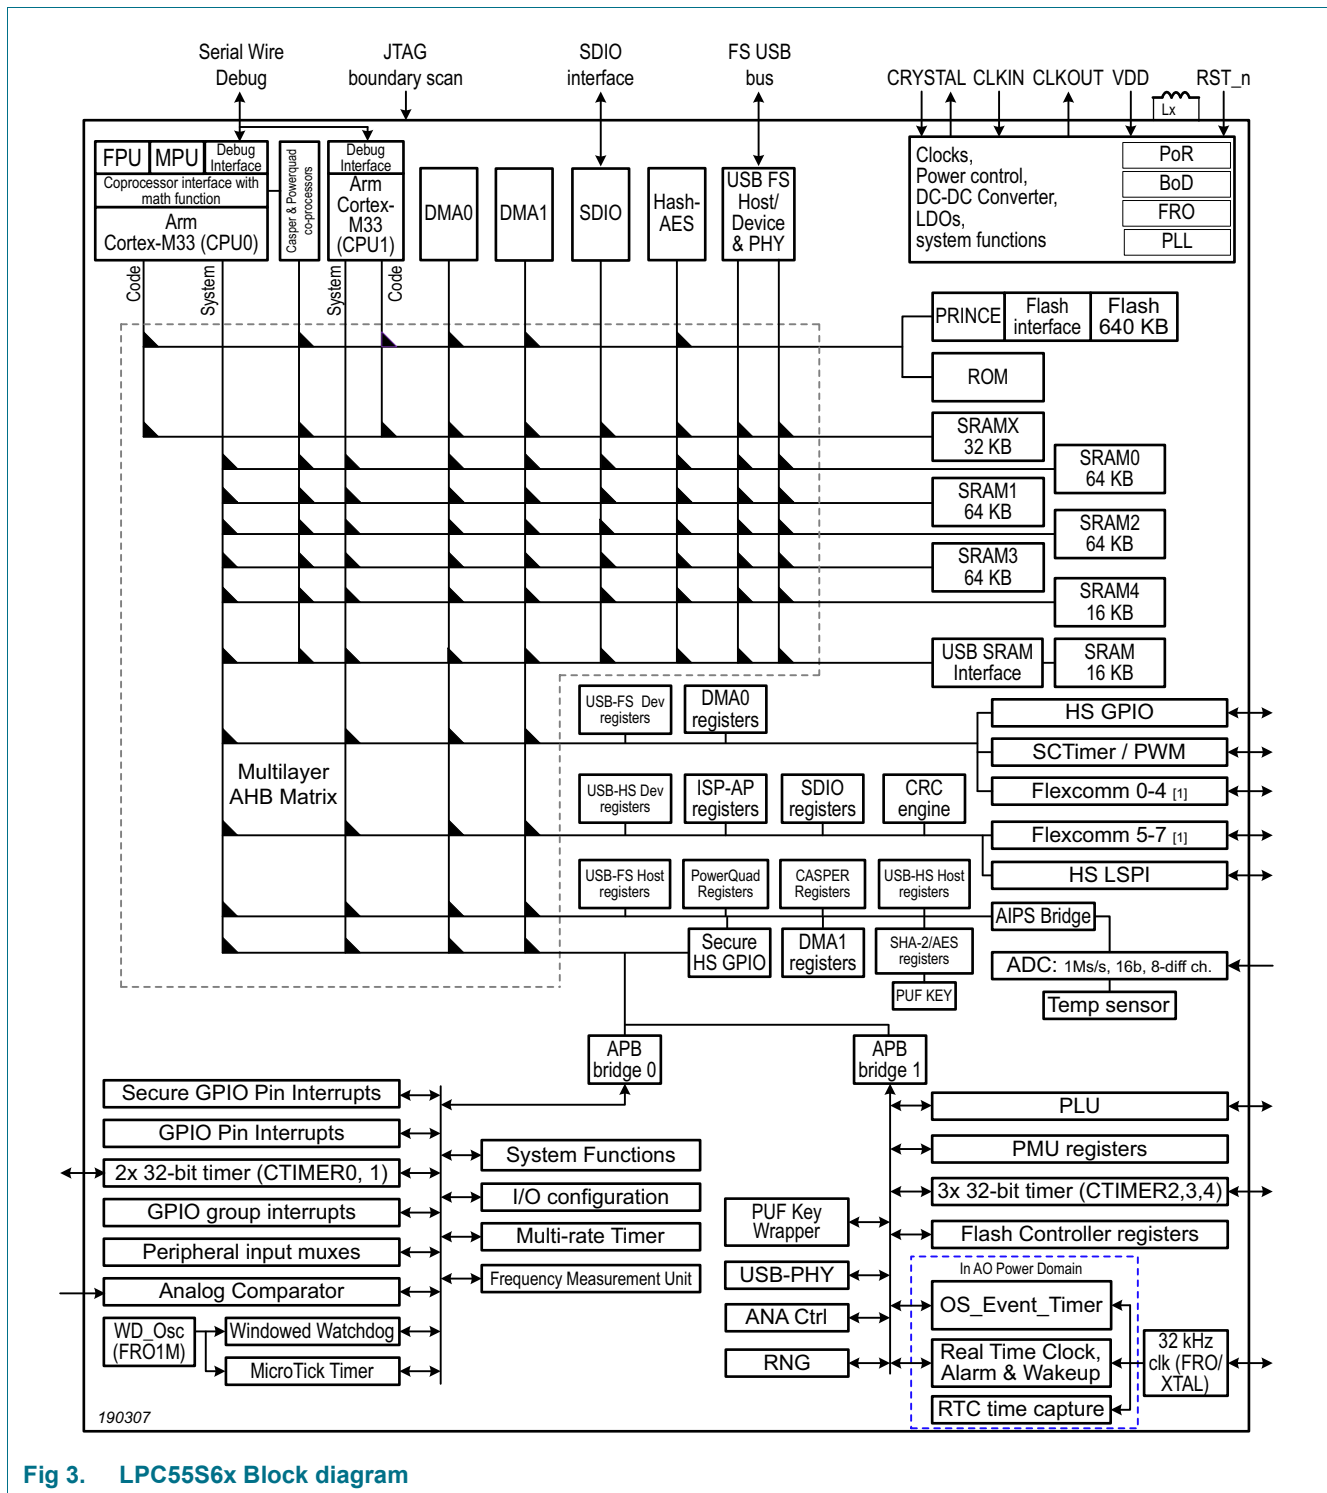 Serial Wire
Debug
JTAG
boundary scan
SDIO
interface
FS USB
bus
CRYSTAL
CLKIN
CLKOUT
VDD
Lx
RST_n
FPU
MPU
Debug
Interface
Coprocessor interface with
math function
Arm
Cortex-M33 (CPU0)
Casper & Powerquad
co-processors
Debug
Interface
Arm
Cortex-
M33
(CPU1)
DMA0
DMA1
SDIO
Hash-
AES
USB FS
Host/
Device
& PHY
Clocks,
Power control,
DC-DC Converter,
LDOs,
system functions
PoR
BoD
FRO
PLL
Code
System
System
Code
PRINCE
Flash
interface
Flash
640 KB
ROM
SRAMX
32 KB
SRAM0
64 KB
SRAM1
64 KB
SRAM2
64 KB
SRAM3
64 KB
SRAM4
16 KB
USB SRAM
Interface
SRAM
16 KB
Multilayer
AHB Matrix
USB-FS Dev
registers
DMA0
registers
HS GPIO
SCTimer / PWM
Flexcomm 0-4 [1]
USB-HS Dev
registers
ISP-AP
registers
SDIO
registers
CRC
engine
Flexcomm 5-7 [1]
HS LSPI
USB-FS Host
registers
PowerQuad
Registers
CASPER
Registers
USB-HS Host
registers
AIPS Bridge
Secure
HS GPIO
DMA1
registers
SHA-2/AES
registers
PUF KEY
ADC: 1Ms/s, 16b, 8-diff ch.
Temp sensor
APB
bridge 0
APB
bridge 1
Secure GPIO Pin Interrupts
GPIO Pin Interrupts
2x 32-bit timer (CTIMER0, 1)
GPIO group interrupts
Peripheral input muxes
Analog Comparator
WD_Osc
(FRO1M)
Windowed Watchdog
MicroTick Timer
System Functions
I/O configuration
Multi-rate Timer
Frequency Measurement Unit
PUF Key
Wrapper
USB-PHY
ANA Ctrl
RNG
PLU
PMU registers
3x 32-bit timer (CTIMER2,3,4)
Flash Controller registers
In AO Power Domain
OS_Event_Timer
Real Time Clock,
Alarm & Wakeup
RTC time capture
32 kHz
clk (FRO/
XTAL)
190307
Fig 3. LPC55S6x Block diagram